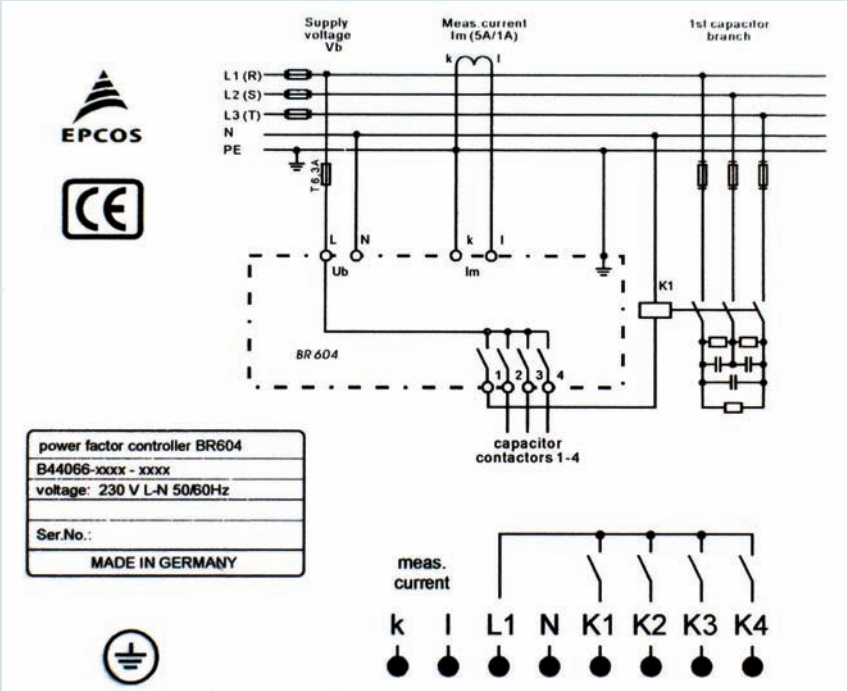 Supply
voltage
Vb
Meas.current
Im (5A/1A)
1st capacitor
branch
k l
L1 (R)
L2 (S)
L3 (T)
N
PE
EPCOS
CE
T 6.3A
L N k l
Ub Im
K1
BR 604
1 2 3 4
capacitor
contactors 1-4
power factor controller BR604
B44066-xxxx - xxxx
voltage: 230 V L-N 50/60Hz
Ser.No.:
MADE IN GERMANY
meas.
current
k l L1 N K1 K2 K3 K4